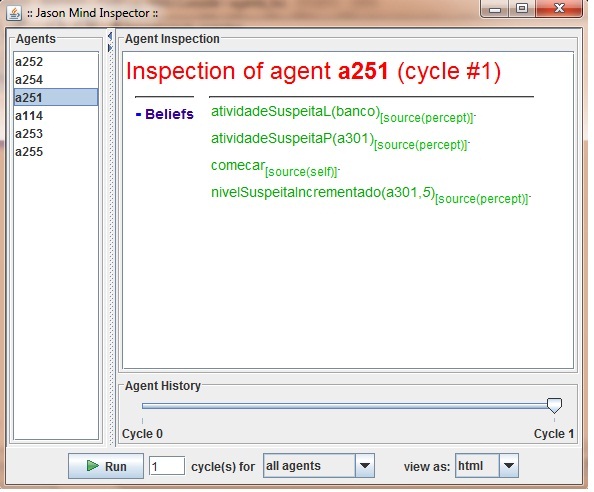 :: Jason Mind Inspector ::
Agents
a252
a254
a251
a114
a253
a255
Agent Inspection
Inspection of agent a251 (cycle #1)
- Beliefs
atividadeSuspeitaL(banco)[source(percept)].
atividadeSuspeitaP(a301)[source(percept)].
comecar[source(self)].
nivelSuspeitaIncrementado(a301,5)[source(percept)].
Agent History
Cycle 0
Cycle 1
Run 1 cycle(s) for all agents view as: html